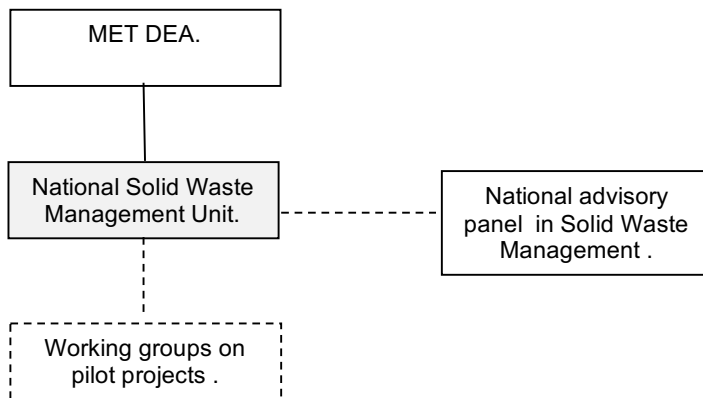 MET DEA.
National Solid Waste
Management Unit.
National advisory
panel in Solid Waste
Management .
Working groups on
pilot projects .